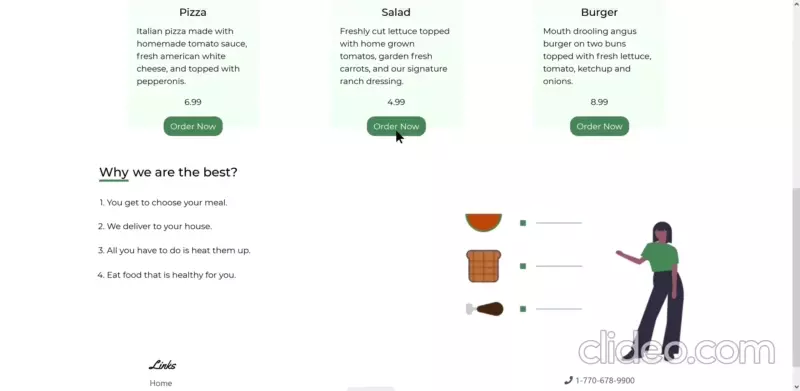 Pizza
Italian pizza made with
homemade tomato sauce,
fresh american white
cheese, and topped with
pepperonis.
6.99
Order Now
Salad
Freshly cut lettuce topped
with home grown
tomatos, garden fresh
carrots, and our signature
ranch dressing.
4.99
Order Now
Burger
Mouth drooling angus
burger on two buns
topped with fresh lettuce,
tomato, ketchup and
onions.
8.99
Order Now
Why we are the best?
1. You get to choose your meal.
2. We deliver to your house.
3. All you have to do is heat them up.
4. Eat food that is healthy for you.
clideo.com
Links
Home
1-770-678-9900